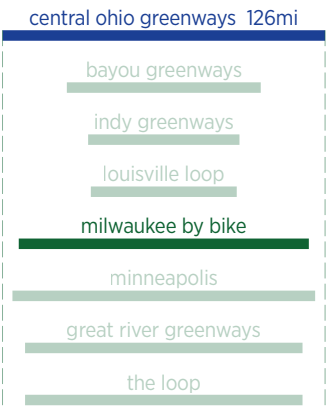 central ohio greenways 126mi
bayou greenways
indy greenways
louisville loop
milwaukee by bike
minneapolis
great river greenways
the loop